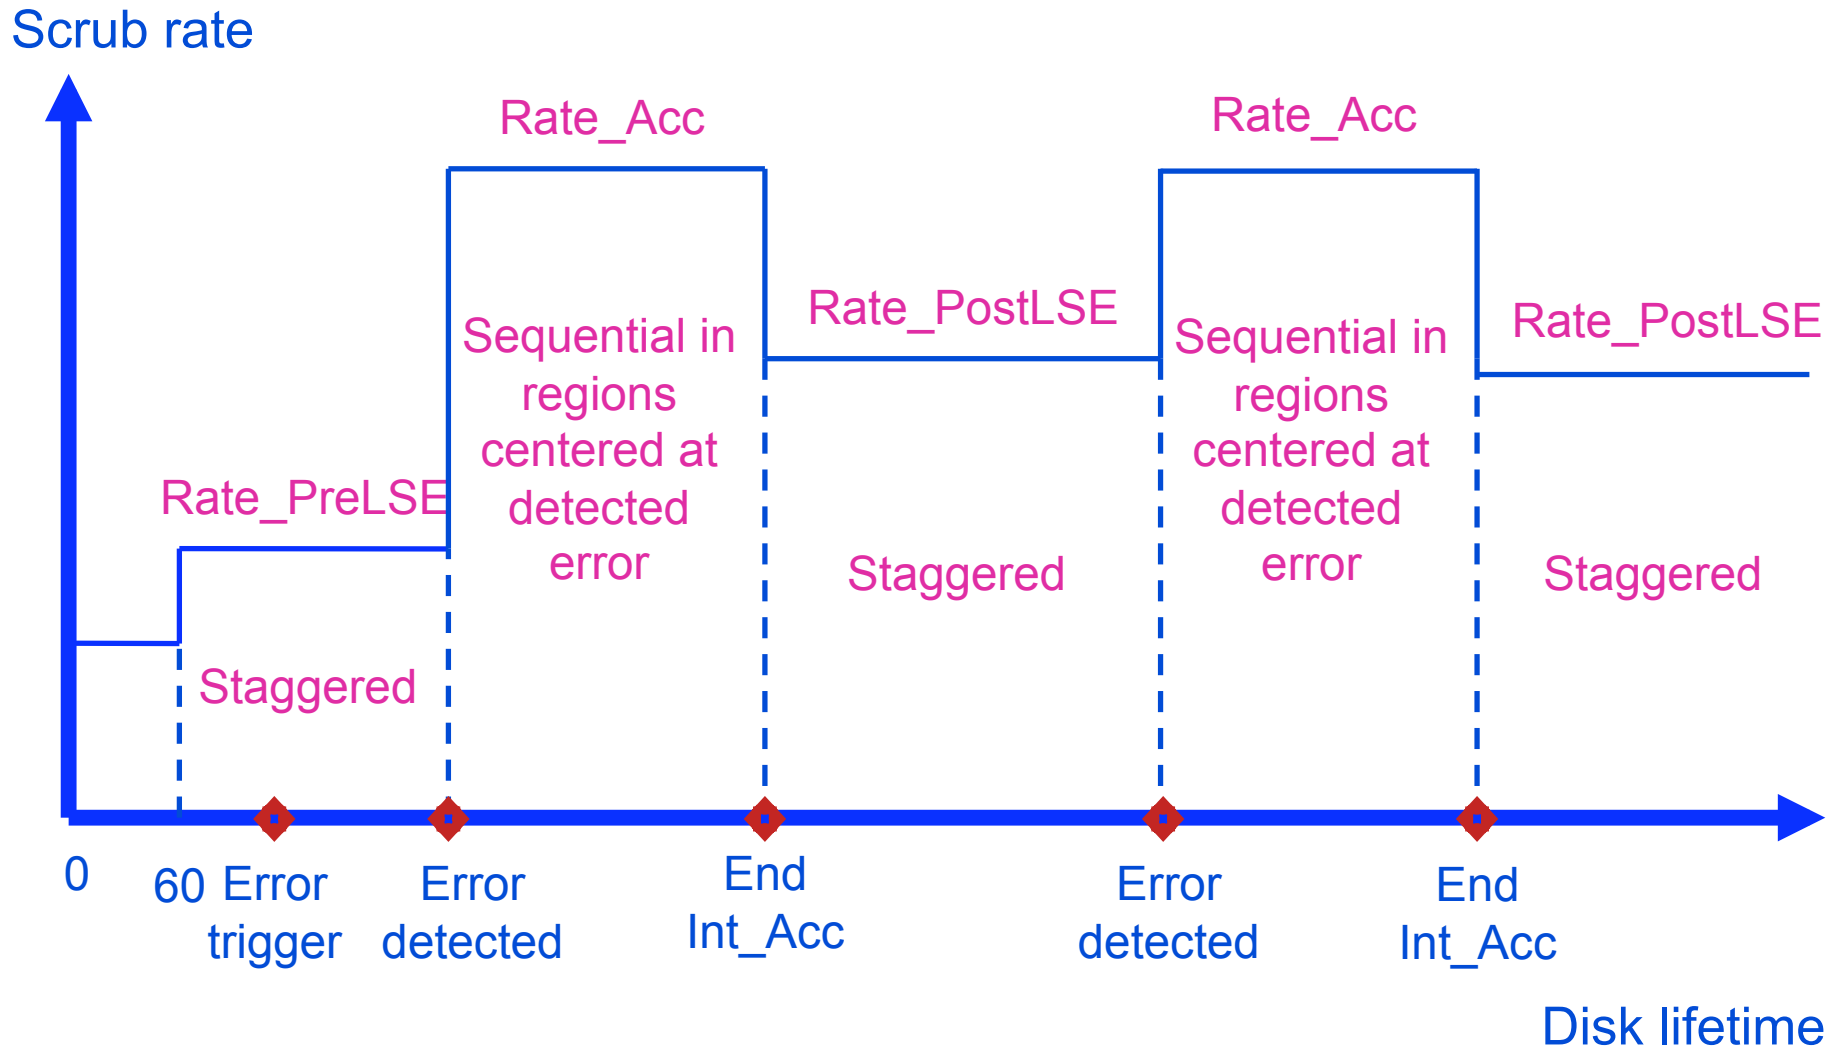 Scrub rate
Rate_Acc
Rate_Acc
Rate_PostLSE
Rate_PostLSE
Sequential in
regions
centered at
detected
error
Sequential in
regions
centered at
detected
error
Rate_PreLSE
Staggered
Staggered
Staggered
0
60
Error
trigger
Error
detected
End
Int_Acc
Error
detected
End
Int_Acc
Disk lifetime